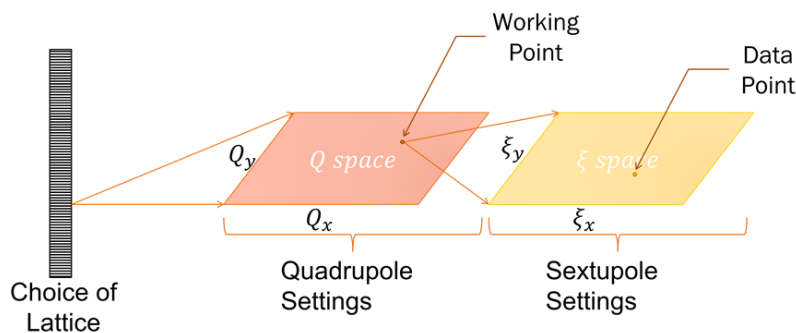 Working
Point
Data
Point
Q_y
Q space
ξ_y
ξ space
Q_x
ξ_x
Quadrupole
Settings
Sextupole
Settings
Choice of
Lattice